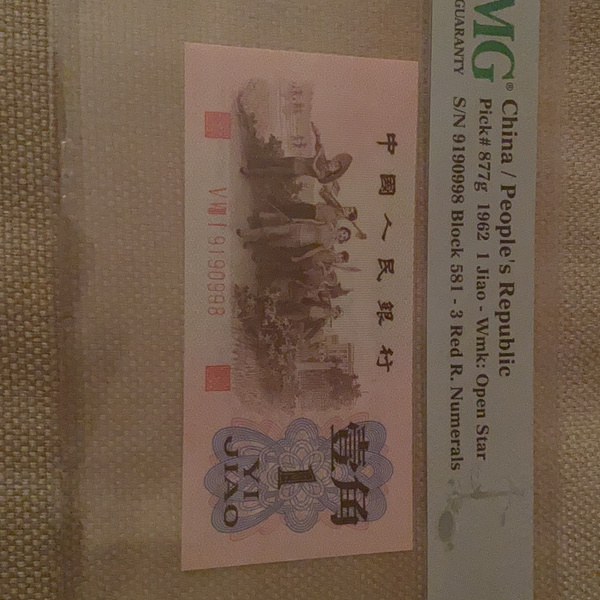 MG®
GUARANTY
China / People's Republic
Pick# 877g 1962 1 Jiao - Wmk: Open Star
S/N 9190998 Block 581 - 3 Red R. Numerals
中國人民銀行
9190998
壹角
1
YI
JIAO